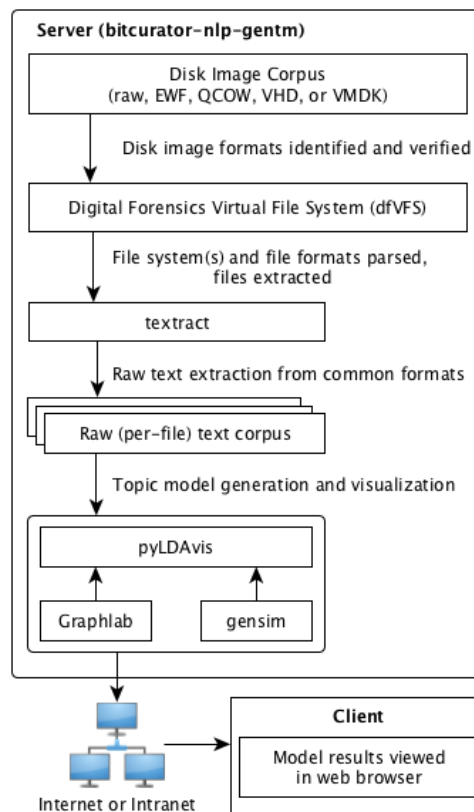 Server (bitcurator-nlp-gentm)
Disk Image Corpus
(raw, EWF, QCOW, VHD, or VMDK)
Disk image formats identified and verified
Digital Forensics Virtual File System (dfVFS)
File system(s) and file formats parsed,
files extracted
textract
Raw text extraction from common formats
Raw (per-file) text corpus
Topic model generation and visualization
pyLDAvis
Graphlab
gensim
Client
Model results viewed
in web browser
Internet or Intranet